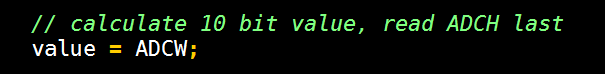 // calculate 10 bit value, read ADCH last
value = ADCW;